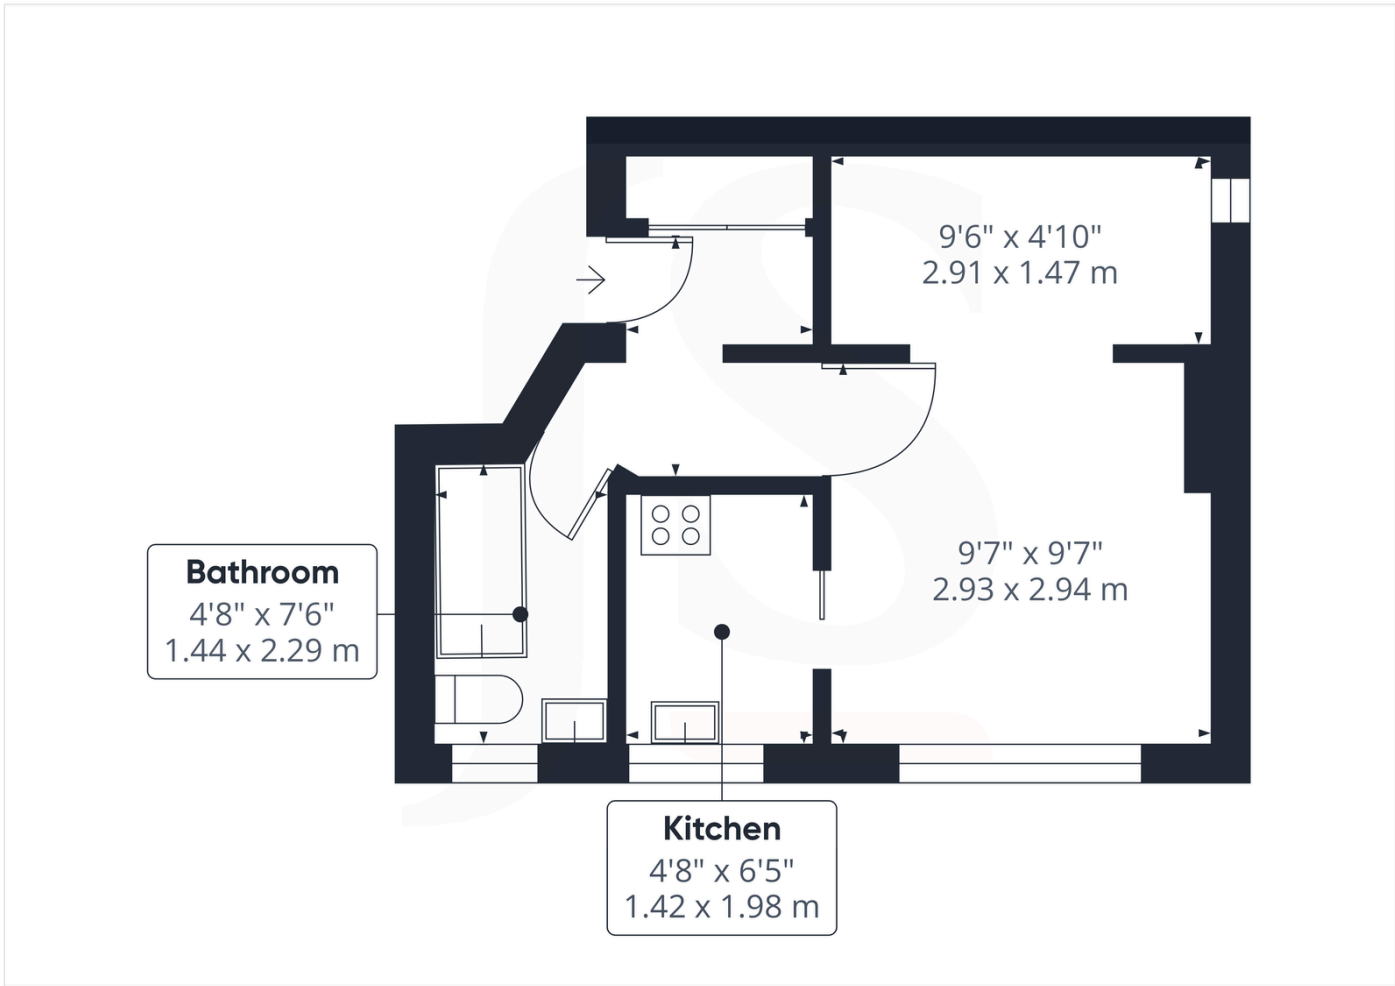 9'6" x 4'10"
2.91 x 1.47 m
9'7" x 9'7"
2.93 x 2.94 m
Bathroom
4'8" x 7'6"
1.44 x 2.29 m
Kitchen
4'8" x 6'5"
1.42 x 1.98 m